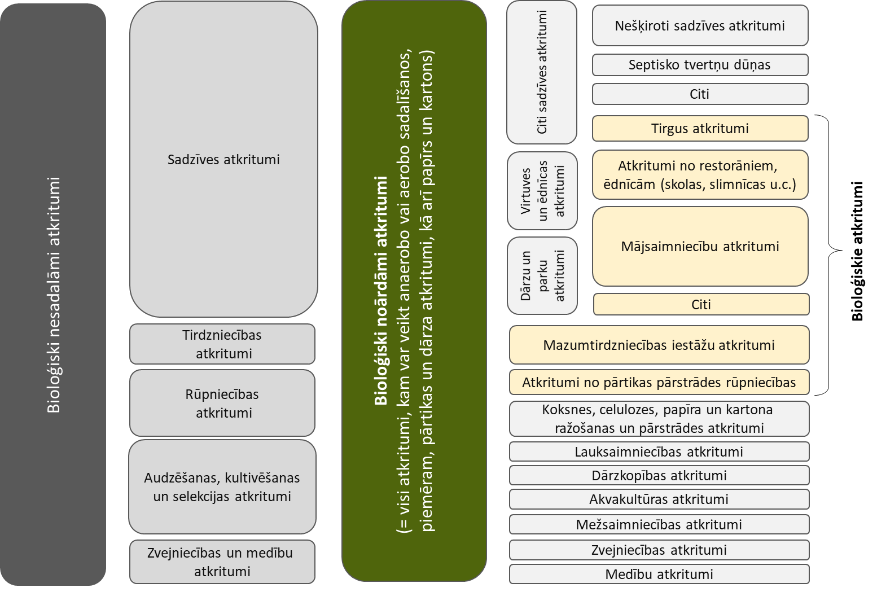 Bioloģiski nesadalāmi atkritumi
Sadzīves atkritumi
Tirdzniecības
atkritumi
Rūpniecības
atkritumi
Audzēšanas, kultivēšanas
un selekcijas atkritumi
Zvejniecības un medību
atkritumi
Bioloģiski noārdāmi atkritumi
(= visi atkritumi, kam var veikt anaerobo vai aerobo sadalīšanos,
piemēram, pārtikas un dārza atkritumi, kā arī papīrs un kartons)
Citi sadzīves atkritumi
Virtuves
un ēdnīcas
atkritumi
Dārzu un
parku
atkritumi
Nešķiroti sadzīves atkritumi
Septisko tvertņu dūņas
Citi
Tirgus atkritumi
Atkritumi no restorāniem,
ēdnīcām (skolas, slimnīcas u.c.)
Mājsaimniecību atkritumi
Citi
Mazumtirdzniecības iestāžu atkritumi
Atkritumi no pārtikas pārstrādes rūpniecības
Koksnes, celulozes, papīra un kartona
ražošanas un pārstrādes atkritumi
Lauksaimniecības atkritumi
Dārzkopības atkritumi
Akvakultūras atkritumi
Mežsaimniecības atkritumi
Zvejniecības atkritumi
Medību atkritumi
Bioloģiskie atkritumi